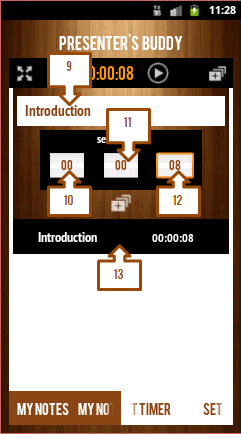 11:28
PRESENTER'S BUDDY
9
0:00:08
Introduction
11
se
00 00 08
10 12
Introduction 00:00:08
13
MY NOTES MY NO T TIMER SET